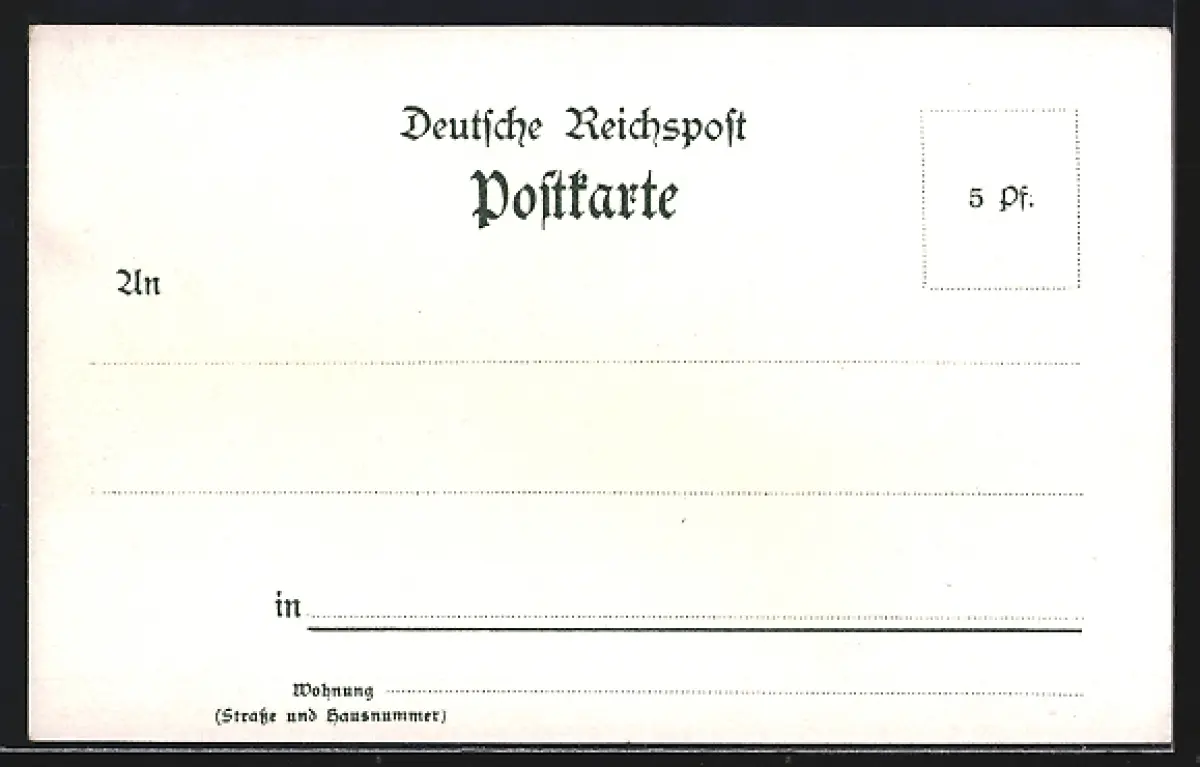 Deutſche Reichspoſt
Poſtkarte
5 Pf.
An
in
Wohnung
(Straße und Hausnummer)